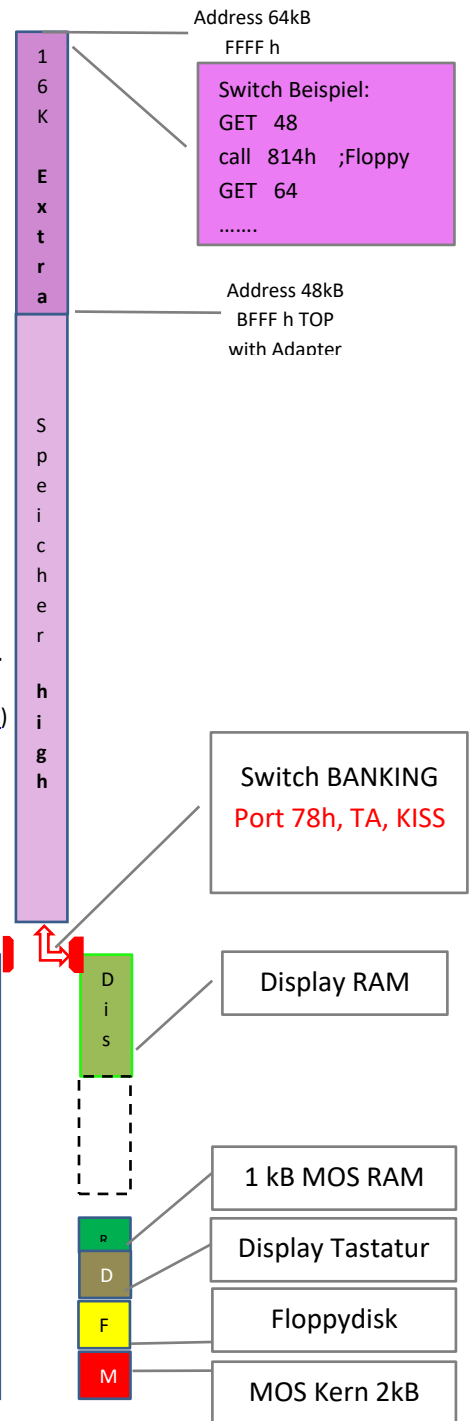 Address 64kB
FFFF h
1
6
K
E
x
t
r
a
Switch Beispiel:
GET 48
call 814h ;Floppy
GET 64
.......
Address 48kB
BFFF h TOP
with Adapter
S
p
e
i
c
h
e
r
h
i
g
h
)
Switch BANKING
Port 78h, TA, KISS
D
i
s
Display RAM
1 kB MOS RAM
D
Display Tastatur
F
Floppydisk
M
MOS Kern 2kB